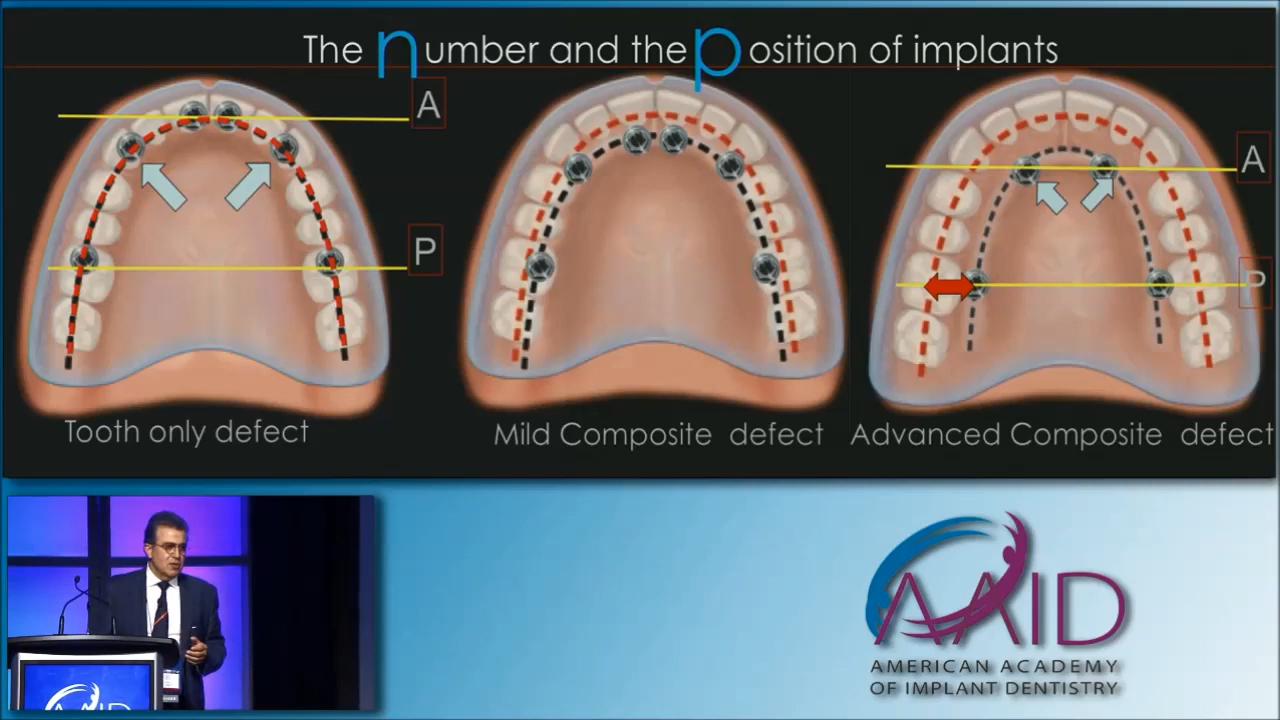 The number and the position of implants
A
P
A
P
Tooth only defect
Mild Composite defect
Advanced Composite defect
AAID
AMERICAN ACADEMY
OF IMPLANT DENTISTRY